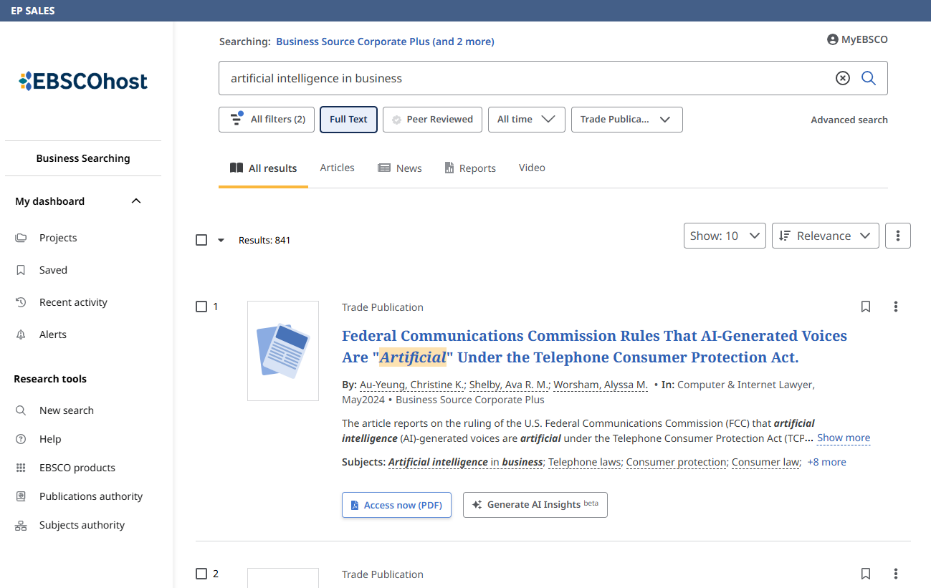 EP SALES
EBSCOhost
Business Searching
My dashboard
Projects
Saved
Recent activity
Alerts
Research tools
New search
Help
EBSCO products
Publications authority
Subjects authority
Searching: Business Source Corporate Plus (and 2 more)
MyEBSCO
artificial intelligence in business
All filters (2)
Full Text
Peer Reviewed
All time
Trade Publica...
Advanced search
All results
Articles
News
Reports
Video
Results: 841
Show: 10
Relevance
1
Trade Publication
Federal Communications Commission Rules That AI-Generated Voices
Are "Artificial" Under the Telephone Consumer Protection Act.
By: Au-Yeung, Christine K.; Shelby, Ava R. M.; Worsham, Alyssa M. • In: Computer & Internet Lawyer,
May2024 • Business Source Corporate Plus
The article reports on the ruling of the U.S. Federal Communications Commission (FCC) that artificial
intelligence (AI)-generated voices are artificial under the Telephone Consumer Protection Act (TCF... Show more
Subjects: Artificial intelligence in business; Telephone laws; Consumer protection; Consumer law; +8 more
Access now (PDF)
Generate AI Insights beta
2
Trade Publication